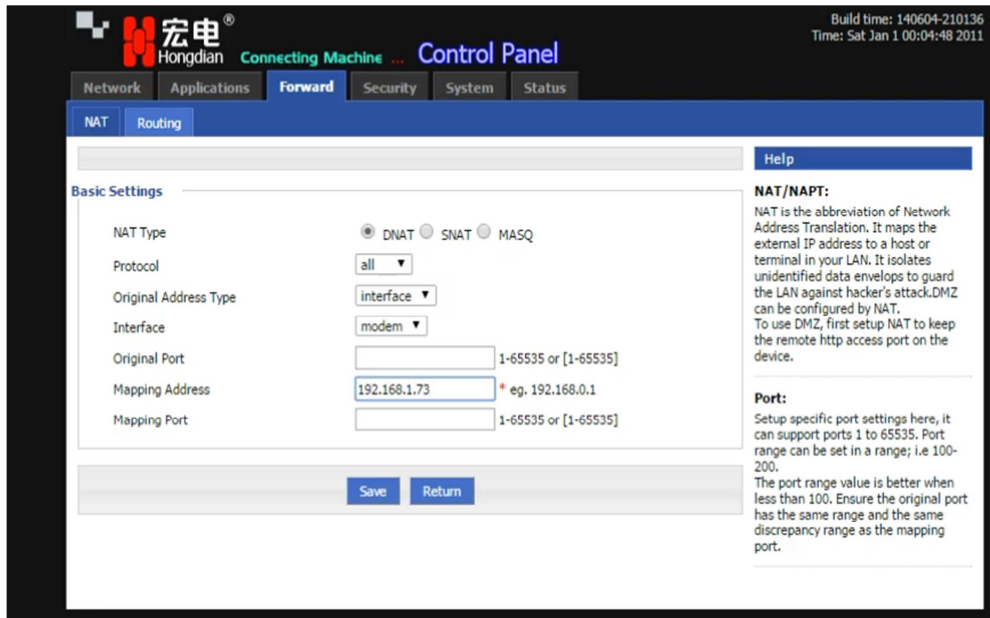 宏电®
Hongdian Connecting Machine ... Control Panel
Build time: 140604-210136
Time: Sat Jan 1 00:04:48 2011
Network Applications Forward Security System Status
NAT Routing
Basic Settings
NAT Type DNAT SNAT MASQ
Protocol all
Original Address Type interface
Interface modem
Original Port 1-65535 or [1-65535]
Mapping Address 192.168.1.73 * eg. 192.168.0.1
Mapping Port 1-65535 or [1-65535]
Save Return
Help
NAT/NAPT:
NAT is the abbreviation of Network
Address Translation. It maps the
external IP address to a host or
terminal in your LAN. It isolates
unidentified data envelops to guard
the LAN against hacker's attack.DMZ
can be configured by NAT.
To use DMZ, first setup NAT to keep
the remote http access port on the
device.
Port:
Setup specific port settings here, it
can support ports 1 to 65535. Port
range can be set in a range; i.e 100-
200.
The port range value is better when
less than 100. Ensure the original port
has the same range and the same
discrepancy range as the mapping
port.